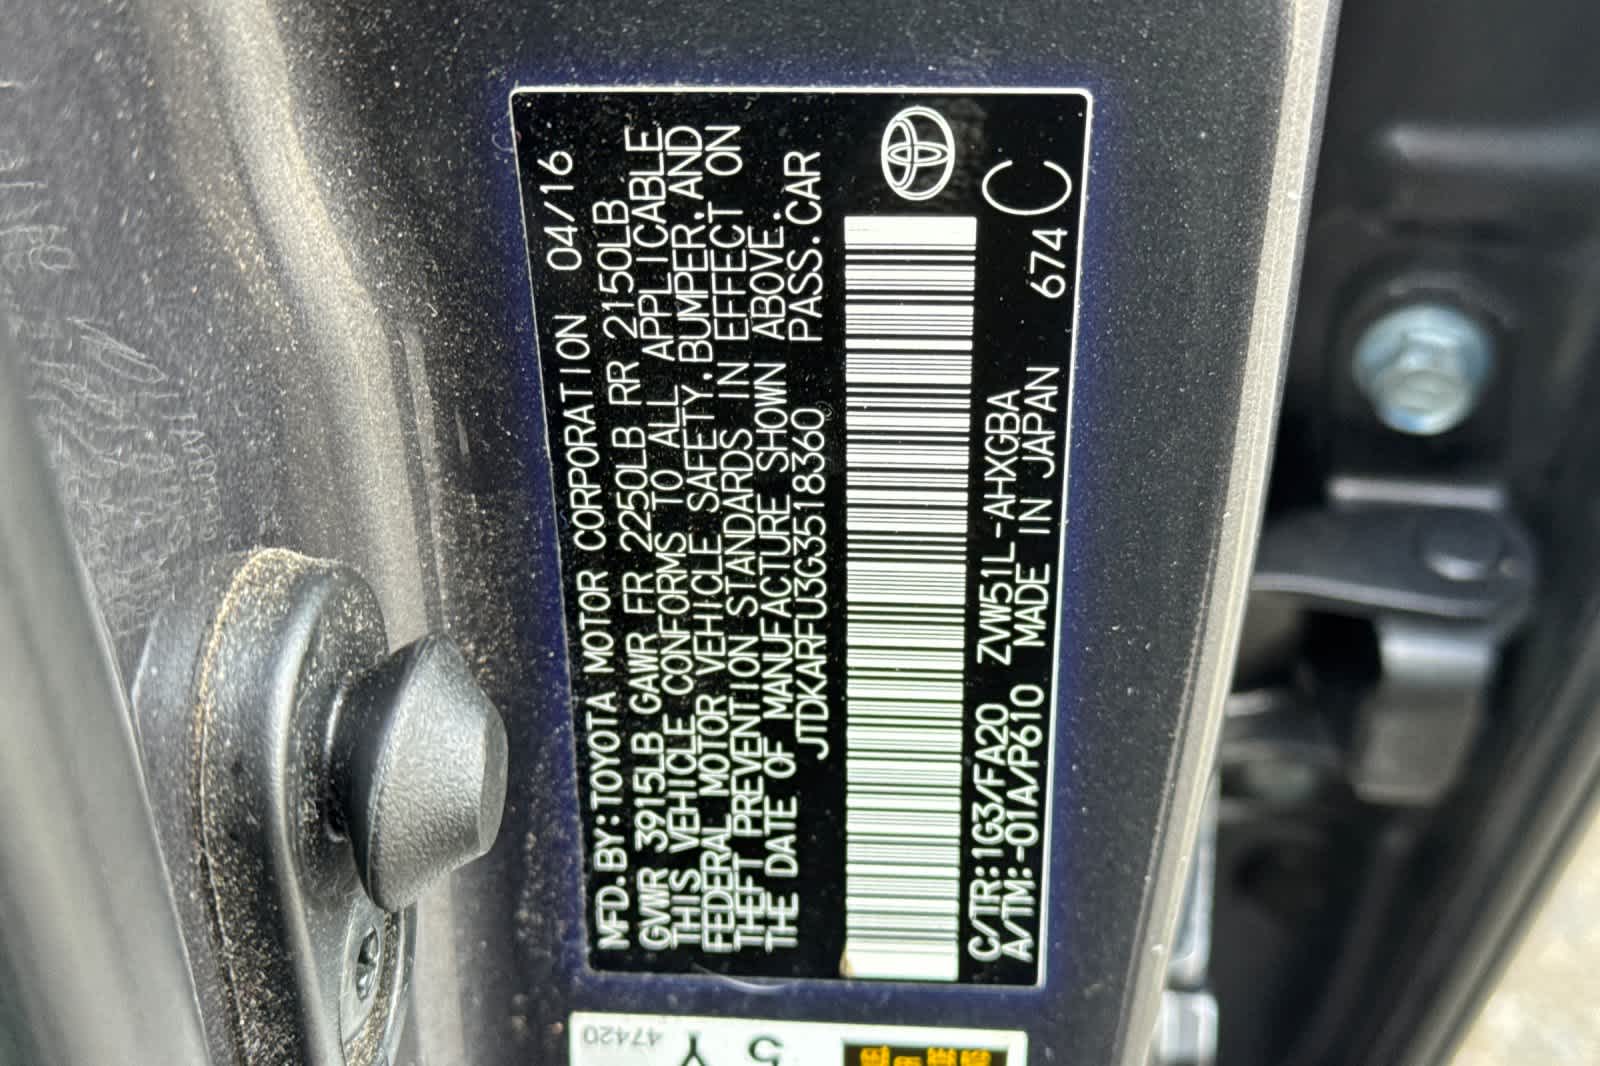 MFD.BY:TOYOTA MOTOR CORPORATION 04/16
GVWR 3915LB GAWR FR 2250LB RR 2150LB
THIS VEHICLE CONFORMS TO ALL APPLICABLE
FEDERAL MOTOR VEHICLE SAFETY,BUMPER,AND
THEFT PREVENTION STANDARDS IN EFFECT ON
THE DATE OF MANUFACTURE SHOWN ABOVE.
JTDKARFU3G3518360 PASS.CAR
C/TR:1G3/FA20 ZVW51L-AHXGBA
A/TM:-01A/P610 MADE IN JAPAN 674 C
47420
5 Y